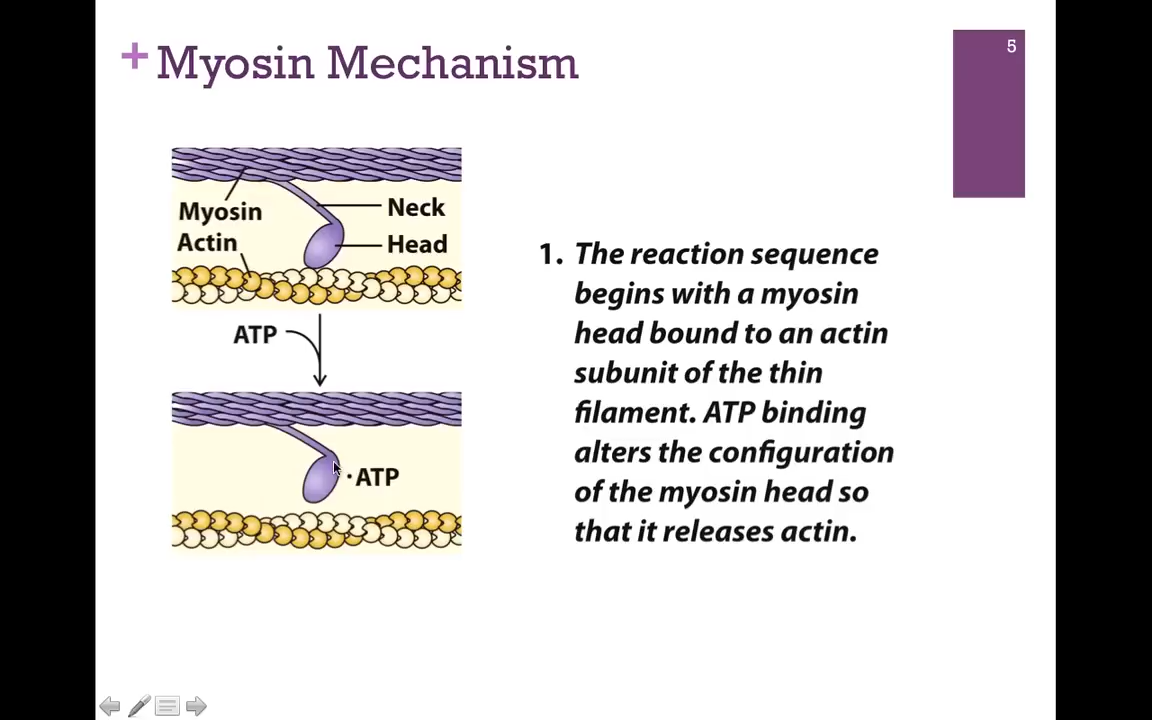 + Myosin Mechanism
5
Myosin
Actin
Neck
Head
ATP
·ATP
1. The reaction sequence
begins with a myosin
head bound to an actin
subunit of the thin
filament. ATP binding
alters the configuration
of the myosin head so
that it releases actin.